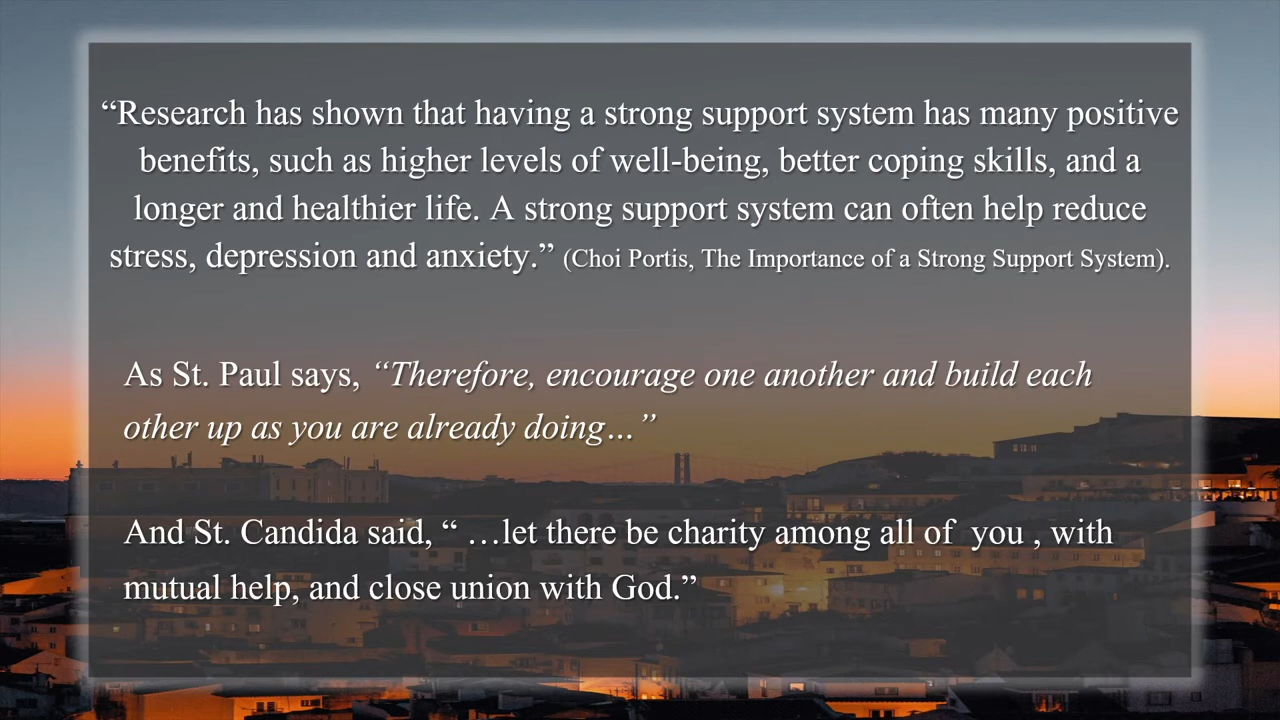 “Research has shown that having a strong support system has many positive
benefits, such as higher levels of well-being, better coping skills, and a
longer and healthier life. A strong support system can often help reduce
stress, depression and anxiety.” (Choi Portis, The Importance of a Strong Support System).
As St. Paul says, “Therefore, encourage one another and build each
other up as you are already doing…”
And St. Candida said, “ …let there be charity among all of  you , with
mutual help, and close union with God.”